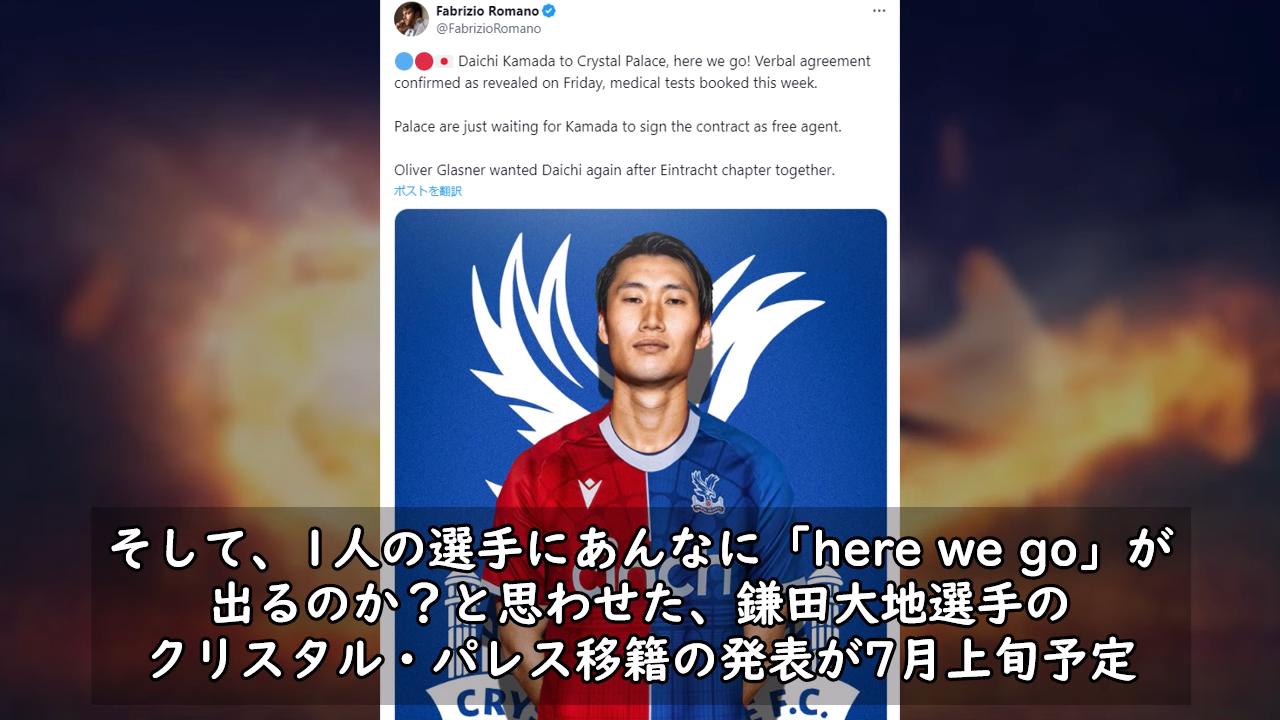 Fabrizio Romano
@FabrizioRomano
Daichi Kamada to Crystal Palace, here we go! Verbal agreement
confirmed as revealed on Friday, medical tests booked this week.
Palace are just waiting for Kamada to sign the contract as free agent.
Oliver Glasner wanted Daichi again after Eintracht chapter together.
ポストを翻訳
cinch
そして、1人の選手にあんなに「here we go」が
出るのか？と思わせた、鎌田大地選手の
クリスタル・パレス移籍の発表が7月上旬予定
CRY
F.C.